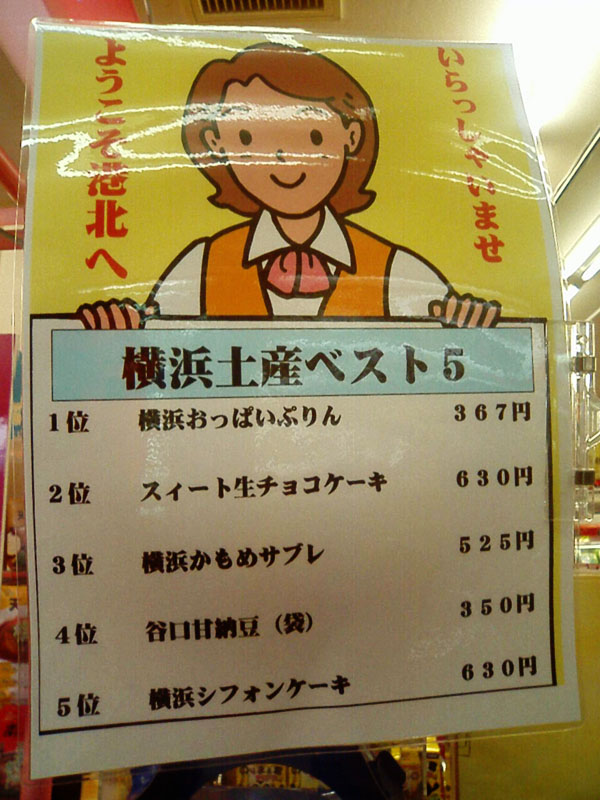 いらっしゃいませ
ようこそ港北へ
横浜土産ベスト5
1位 横浜おっぱいぷりん 367円
2位 スィート生チョコケーキ 630円
3位 横浜かもめサブレ 525円
4位 谷口甘納豆（袋） 350円
5位 横浜シフォンケーキ 630円